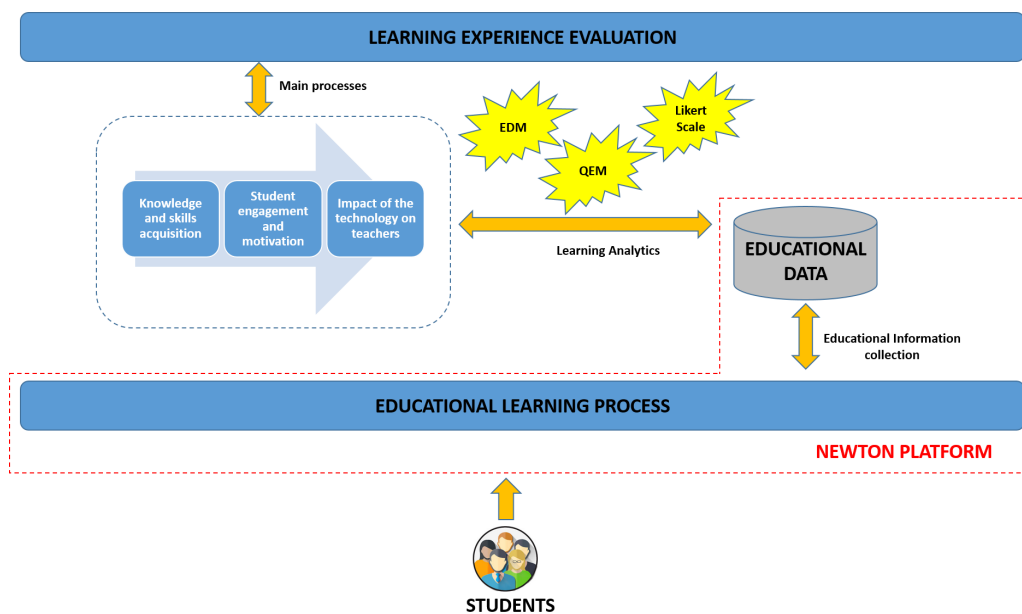 LEARNING EXPERIENCE EVALUATION
Main processes
EDM
Likert
Scale
QEM
Knowledge
and skills
acquisition
Student
engagement
and
motivation
Impact of the
technology on
teachers
Learning Analytics
EDUCATIONAL
DATA
Educational Information
collection
EDUCATIONAL LEARNING PROCESS
NEWTON PLATFORM
STUDENTS